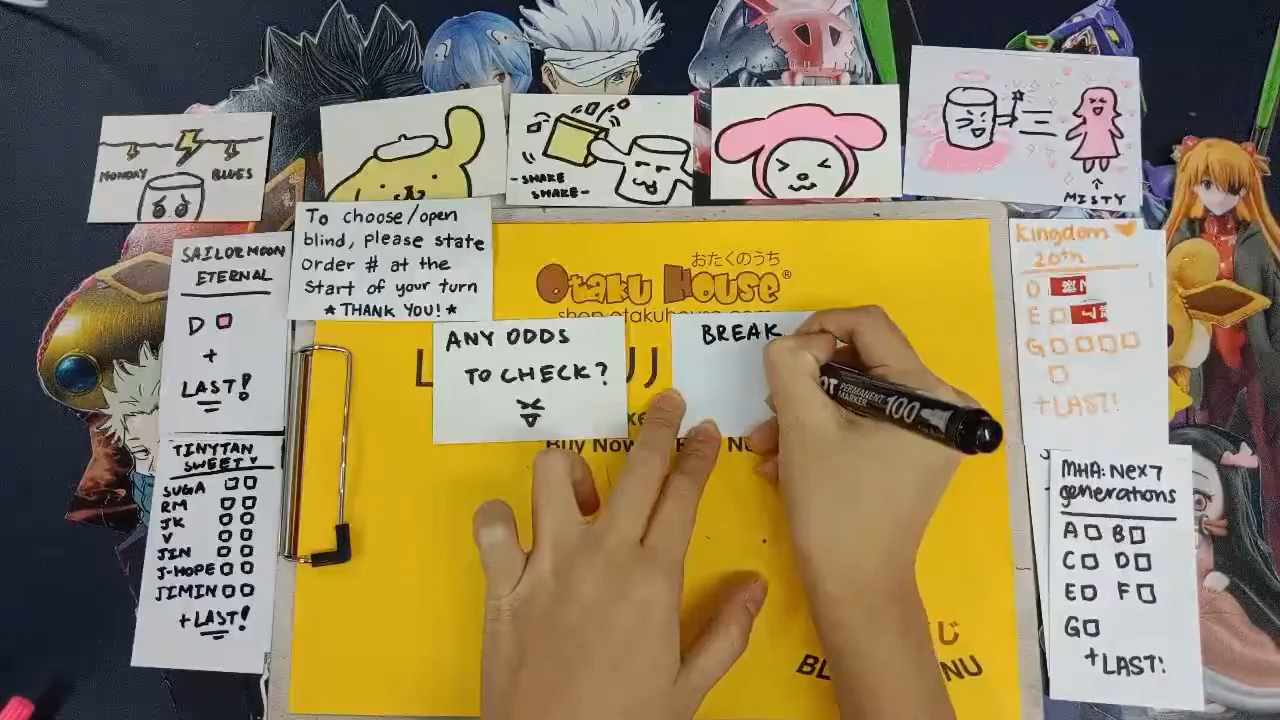 MONDAY BLUES
- SHAKE
SHAKE -
MISTY
To choose/open
blind, please state
Order # at the
start of your turn
★ THANK YOU! ★
SAILORMOON
ETERNAL
D
+
LAST!
TINYTAN
SWEET
SUGA
RM
JK
V
JIN
J-HOPE
JIMIN
+LAST!
おたくのうち
Otaku House®
shop.otakuhouse.com
ANY ODDS
TO CHECK?
BREAK
PERMANENT
MARKER 100
Buy Now
Kingdom
20th
D
E
G
+LAST!
MHA: Next
generations
A B
C D
E F
G
+LAST!